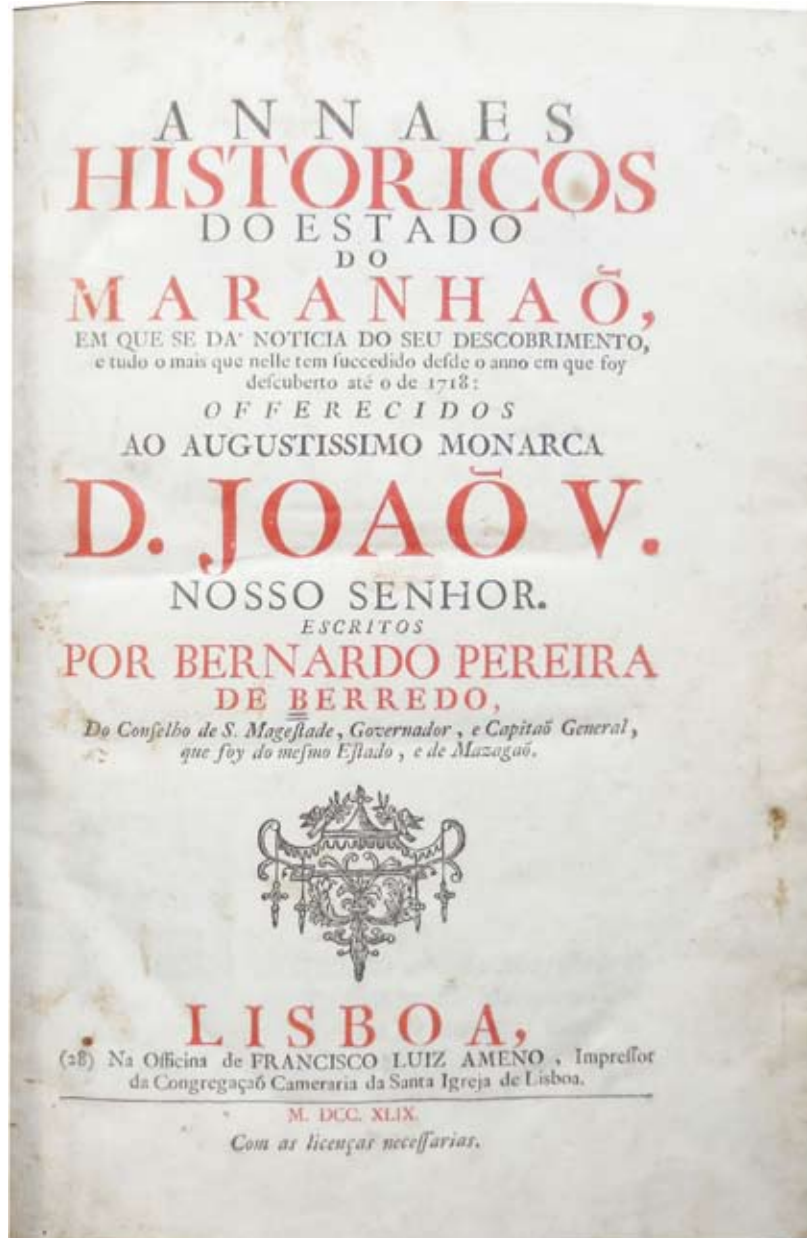 ANNAES
HISTORICOS
DO ESTADO
DO
MARANHAÕ,
EM QUE SE DA' NOTICIA DO SEU DESCOBRIMENTO,
e tudo o mais que nelle tem ſuccedido deſde o anno em que foy
deſcuberto até o de 1718:
OFFERECIDOS
AO AUGUSTISSIMO MONARCA
D. JOAÕ V.
NOSSO SENHOR.
ESCRITOS
POR BERNARDO PEREIRA
DE BERREDO,
Do Conſelho de S. Mageſtade, Governador, e Capitaõ General,
que foy do meſmo Eſtado, e de Mazagaõ.
LISBOA,
(28) Na Officina de FRANCISCO LUIZ AMENO, Impreſſor
da Congregaçaõ Cameraria da Santa Igreja de Lisboa.
M. DCC. XLIX.
Com as licenças neceſſarias.